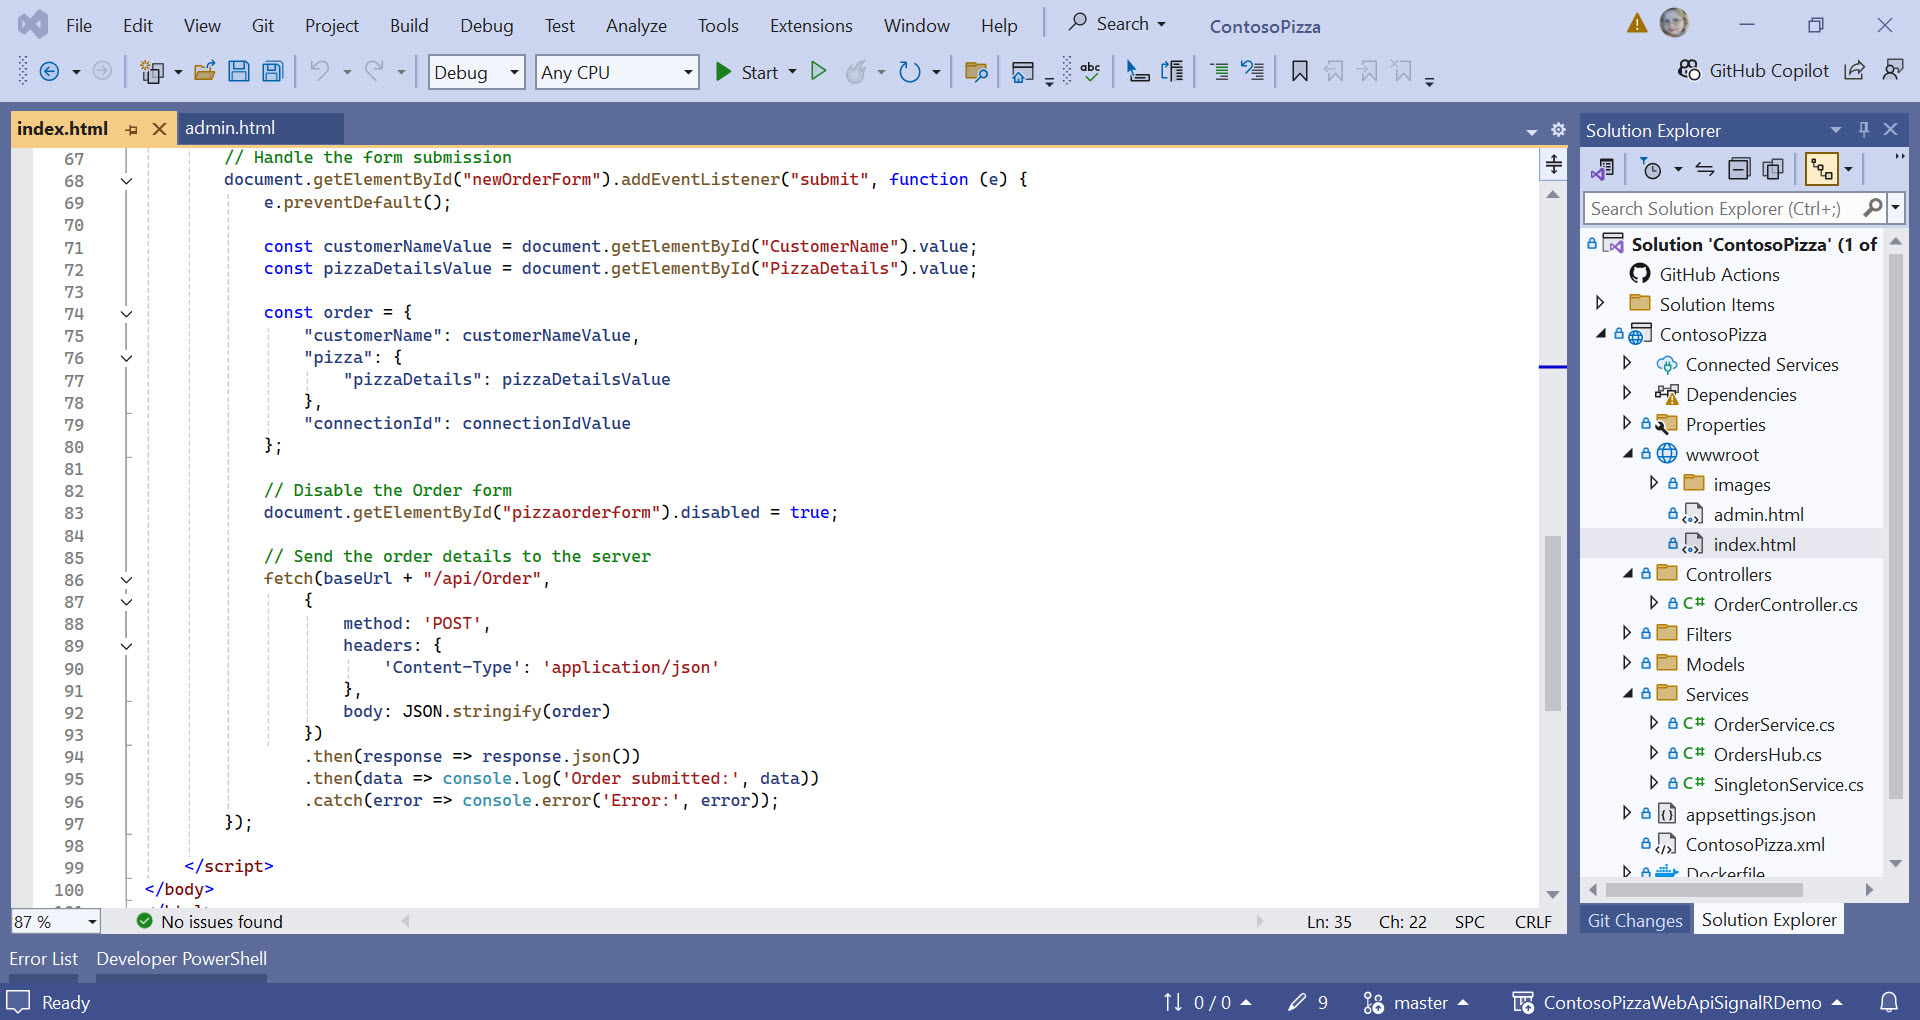 File Edit View Git Project Build Debug Test Analyze Tools Extensions Window Help Search ContosoPizza
Debug Any CPU Start GitHub Copilot
index.html admin.html
67 // Handle the form submission
68 document.getElementById("newOrderForm").addEventListener("submit", function (e) {
69 e.preventDefault();
70
71 const customerNameValue = document.getElementById("CustomerName").value;
72 const pizzaDetailsValue = document.getElementById("PizzaDetails").value;
73
74 const order = {
75 "customerName": customerNameValue,
76 "pizza": {
77 "pizzaDetails": pizzaDetailsValue
78 },
79 "connectionId": connectionIdValue
80 };
81
82 // Disable the Order form
83 document.getElementById("pizzaorderform").disabled = true;
84
85 // Send the order details to the server
86 fetch(baseUrl + "/api/Order",
87 {
88 method: 'POST',
89 headers: {
90 'Content-Type': 'application/json'
91 },
92 body: JSON.stringify(order)
93 })
94 .then(response => response.json())
95 .then(data => console.log('Order submitted:', data))
96 .catch(error => console.error('Error:', error));
97 });
98
99 </script>
100 </body>
87 % No issues found Ln: 35 Ch: 22 SPC CRLF
Solution Explorer
Search Solution Explorer (Ctrl+;)
Solution 'ContosoPizza' (1 of
GitHub Actions
Solution Items
ContosoPizza
Connected Services
Dependencies
Properties
wwwroot
images
admin.html
index.html
Controllers
C# OrderController.cs
Filters
Models
Services
C# OrderService.cs
C# OrdersHub.cs
C# SingletonService.cs
appsettings.json
ContosoPizza.xml
Dockerfile
Git Changes Solution Explorer
Error List Developer PowerShell
Ready 0 / 0 9 master ContosoPizzaWebApiSignalRDemo